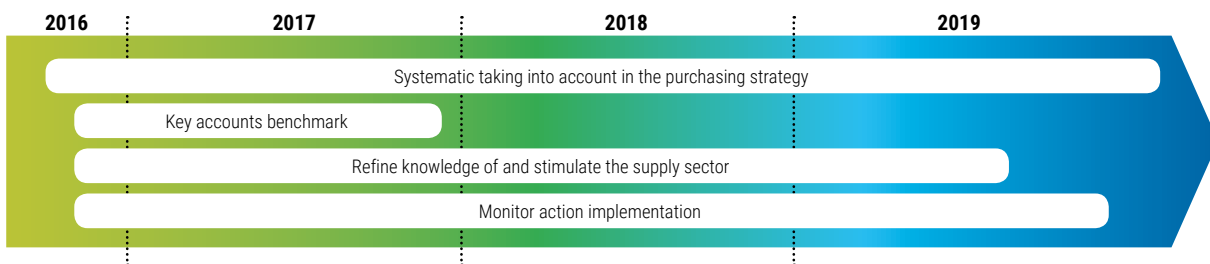 2016 2017 2018 2019
Systematic taking into account in the purchasing strategy
Key accounts benchmark
Refine knowledge of and stimulate the supply sector
Monitor action implementation